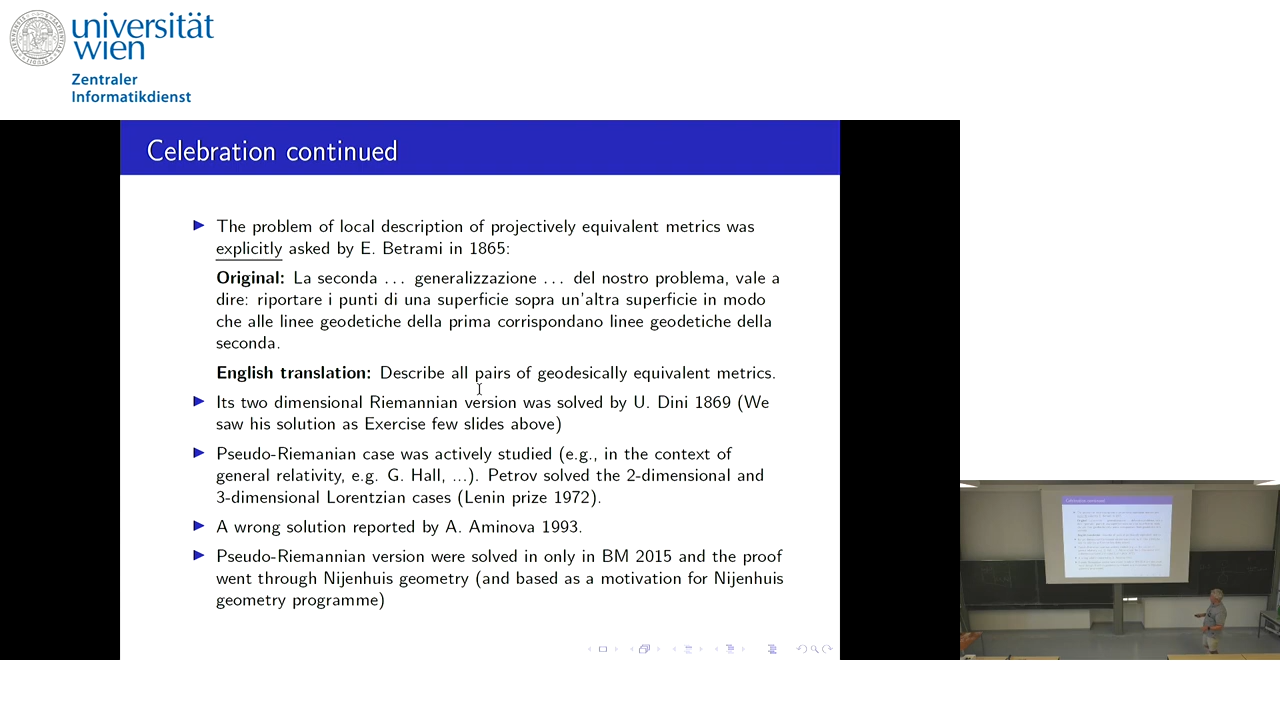 universität
wien
Zentraler
Informatikdienst
Celebration continued
▶ The problem of local description of projectively equivalent metrics was
explicitly asked by E. Betrami in 1865:
Original: La seconda ... generalizzazione ... del nostro problema, vale a
dire: riportare i punti di una superficie sopra un'altra superficie in modo
che alle linee geodetiche della prima corrispondano linee geodetiche della
seconda.
English translation: Describe all pairs of geodesically equivalent metrics.
▶ Its two dimensional Riemannian version was solved by U. Dini 1869 (We
saw his solution as Exercise few slides above)
▶ Pseudo-Riemanian case was actively studied (e.g., in the context of
general relativity, e.g. G. Hall, ...). Petrov solved the 2-dimensional and
3-dimensional Lorentzian cases (Lenin prize 1972).
▶ A wrong solution reported by A. Aminova 1993.
▶ Pseudo-Riemannian version were solved in only in BM 2015 and the proof
went through Nijenhuis geometry (and based as a motivation for Nijenhuis
geometry programme)
Celebration continued